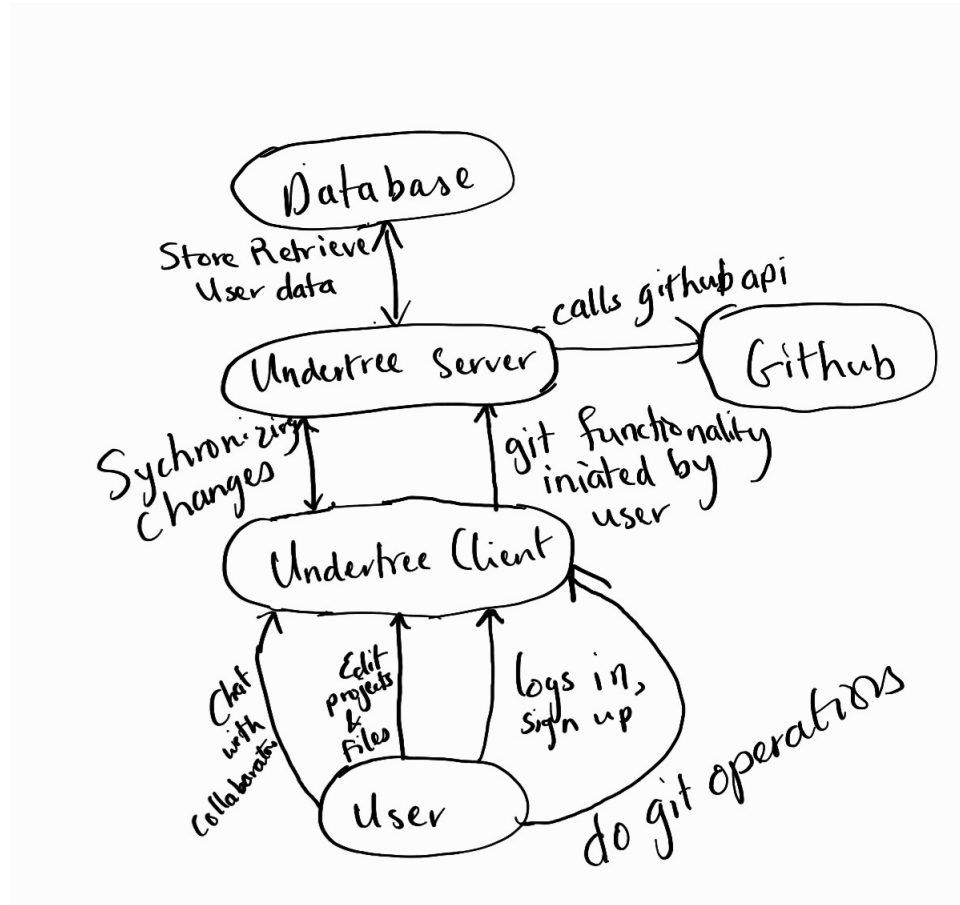 Database
Store Retrieve
User data
calls github api
Undertree Server
Github
Sychronizing
changes
git functionality
iniated by
user
Undertree Client
Chat
with
collaborators
Edit
projects
&
Files
logs in,
sign up
do git operations
User